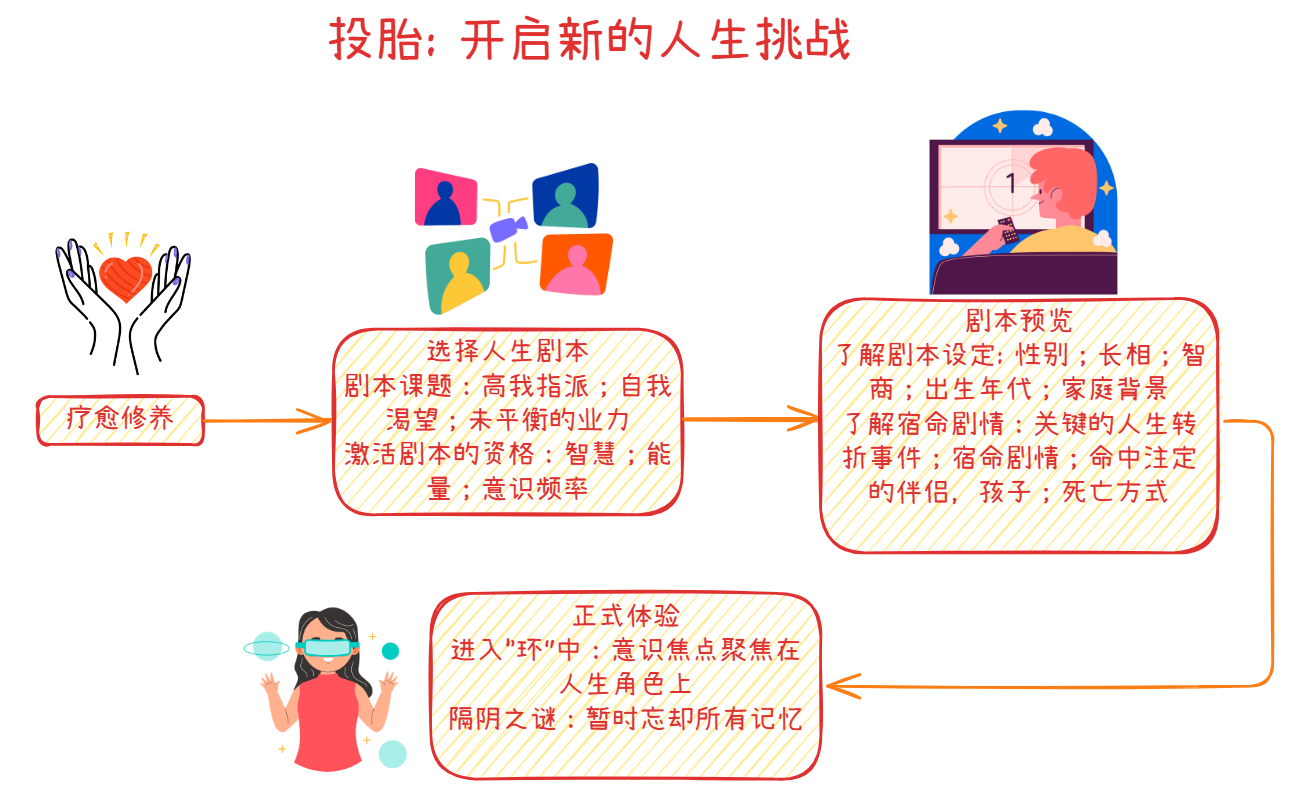 投胎: 开启新的人生挑战
1
疗愈修养
选择人生剧本
剧本课题：高我指派；自我
渴望；未平衡的业力
激活剧本的资格：智慧；能
量；意识频率
剧本预览
了解剧本设定: 性别；长相；智
商；出生年代；家庭背景
了解宿命剧情：关键的人生转
折事件；宿命剧情；命中注定
的伴侣，孩子；死亡方式
正式体验
进入"环"中：意识焦点聚焦在
人生角色上
隔阴之谜：暂时忘却所有记忆